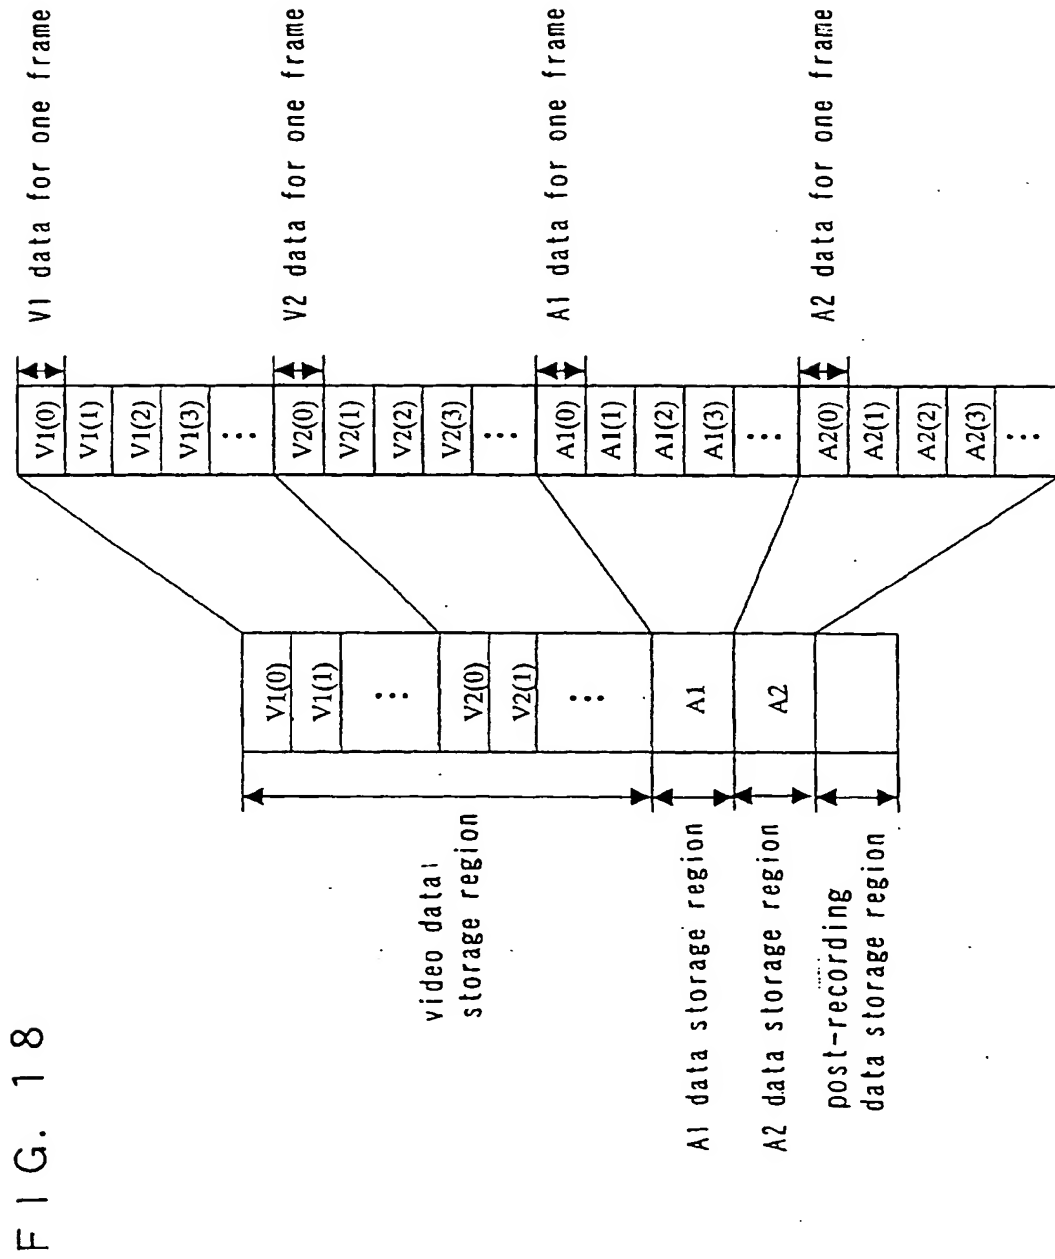 FIG. 18
video data
storage region
A1 data storage region
A2 data storage region
post-recording
data storage region
V1(0)
V1(1)
...
V2(0)
V2(1)
...
A1
A2
V1(0)
V1(1)
V1(2)
V1(3)
...
V2(0)
V2(1)
V2(2)
V2(3)
...
A1(0)
A1(1)
A1(2)
A1(3)
...
A2(0)
A2(1)
A2(2)
A2(3)
...
V1 data for one frame
V2 data for one frame
A1 data for one frame
A2 data for one frame